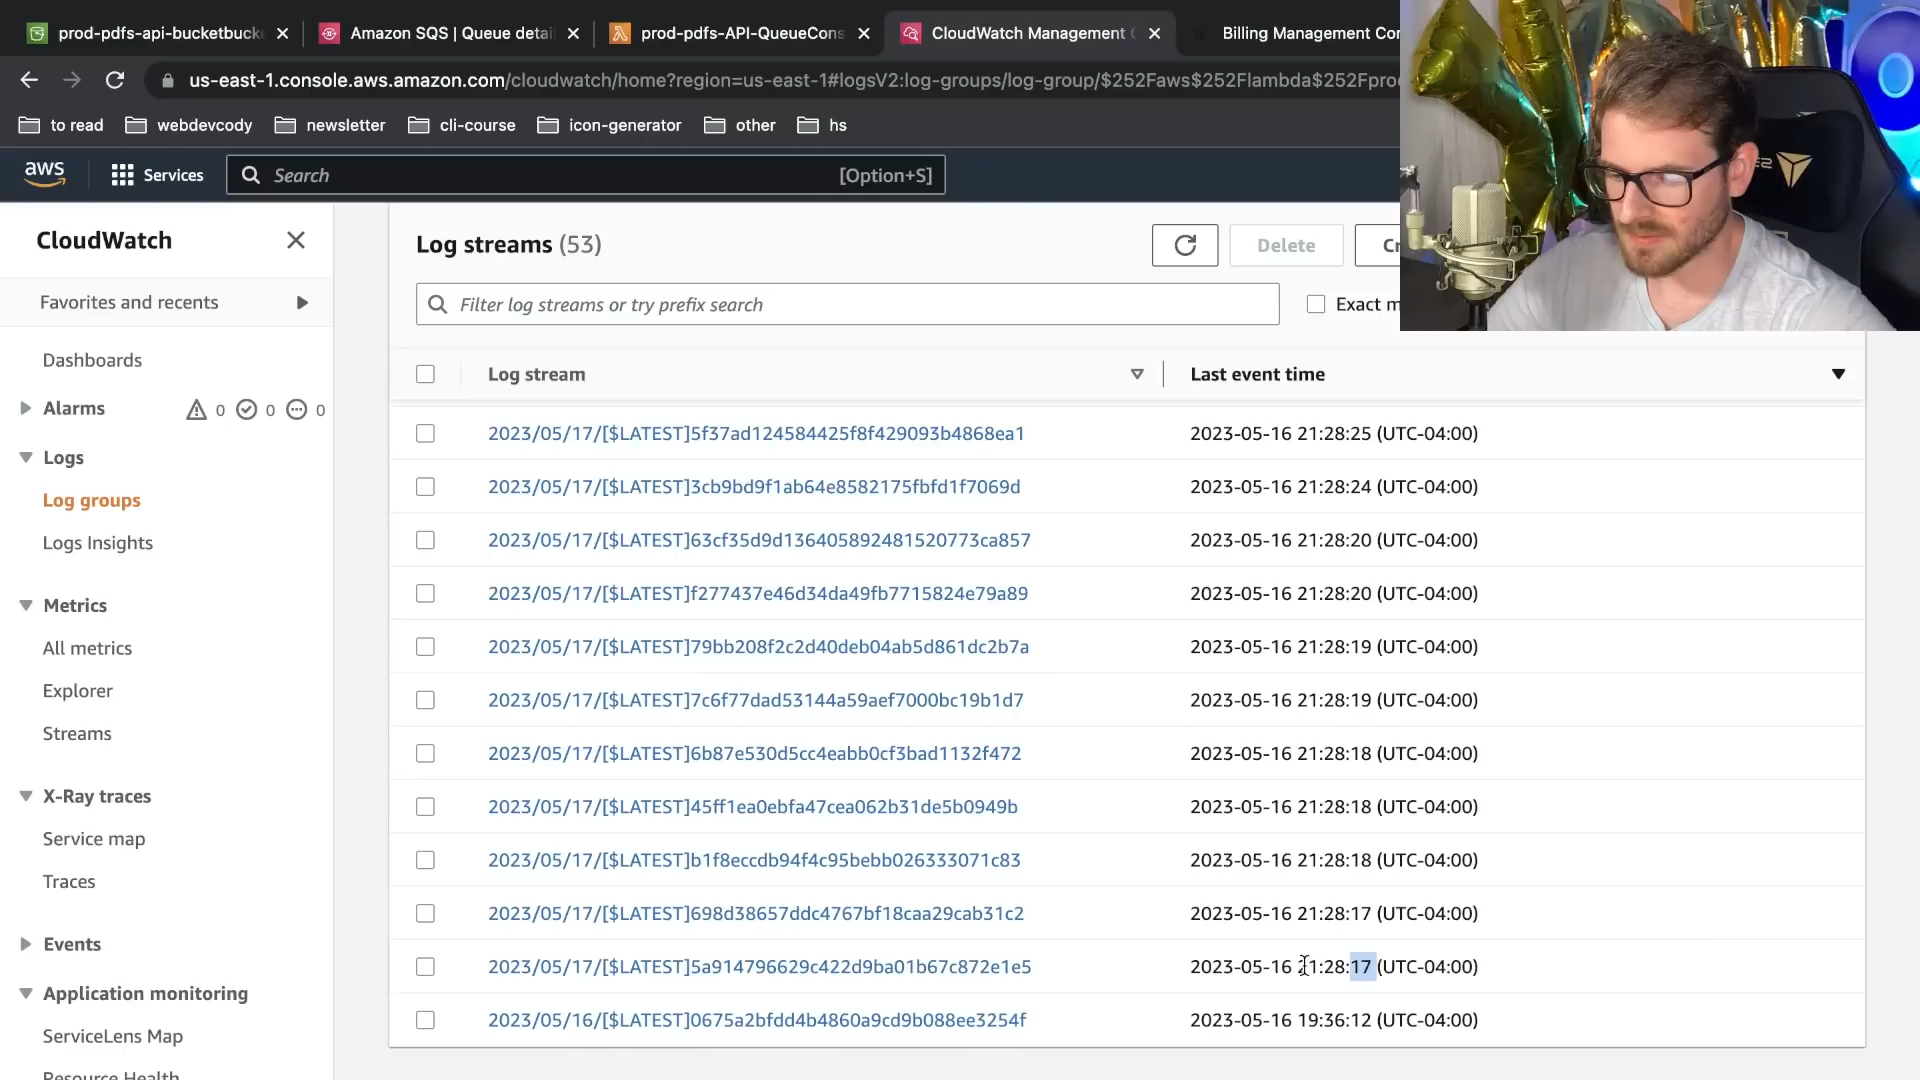 prod-pdfs-api-bucketbuck
Amazon SQS | Queue detai
prod-pdfs-API-QueueCons
CloudWatch Management
Billing Management Con
us-east-1.console.aws.amazon.com/cloudwatch/home?region=us-east-1#logsV2:log-groups/log-group/$252Faws$252Flambda$252Fpro
to read
webdevcody
newsletter
cli-course
icon-generator
other
hs
aws
Services
Search
[Option+S]
CloudWatch
Favorites and recents
Dashboards
Alarms
0
0
0
Logs
Log groups
Logs Insights
Metrics
All metrics
Explorer
Streams
X-Ray traces
Service map
Traces
Events
Application monitoring
ServiceLens Map
Resource Health
Log streams (53)
Delete
Cr
Filter log streams or try prefix search
Exact m
Log stream
Last event time
2023/05/17/[$LATEST]5f37ad124584425f8f429093b4868ea1
2023-05-16 21:28:25 (UTC-04:00)
2023/05/17/[$LATEST]3cb9bd9f1ab64e8582175fbfd1f7069d
2023-05-16 21:28:24 (UTC-04:00)
2023/05/17/[$LATEST]63cf35d9d136405892481520773ca857
2023-05-16 21:28:20 (UTC-04:00)
2023/05/17/[$LATEST]f277437e46d34da49fb7715824e79a89
2023-05-16 21:28:20 (UTC-04:00)
2023/05/17/[$LATEST]79bb208f2c2d40deb04ab5d861dc2b7a
2023-05-16 21:28:19 (UTC-04:00)
2023/05/17/[$LATEST]7c6f77dad53144a59aef7000bc19b1d7
2023-05-16 21:28:19 (UTC-04:00)
2023/05/17/[$LATEST]6b87e530d5cc4eabb0cf3bad1132f472
2023-05-16 21:28:18 (UTC-04:00)
2023/05/17/[$LATEST]45ff1ea0ebfa47cea062b31de5b0949b
2023-05-16 21:28:18 (UTC-04:00)
2023/05/17/[$LATEST]b1f8eccdb94f4c95bebb026333071c83
2023-05-16 21:28:18 (UTC-04:00)
2023/05/17/[$LATEST]698d38657ddc4767bf18caa29cab31c2
2023-05-16 21:28:17 (UTC-04:00)
2023/05/17/[$LATEST]5a914796629c422d9ba01b67c872e1e5
2023-05-16 21:28:17 (UTC-04:00)
2023/05/16/[$LATEST]0675a2bfdd4b4860a9cd9b088ee3254f
2023-05-16 19:36:12 (UTC-04:00)